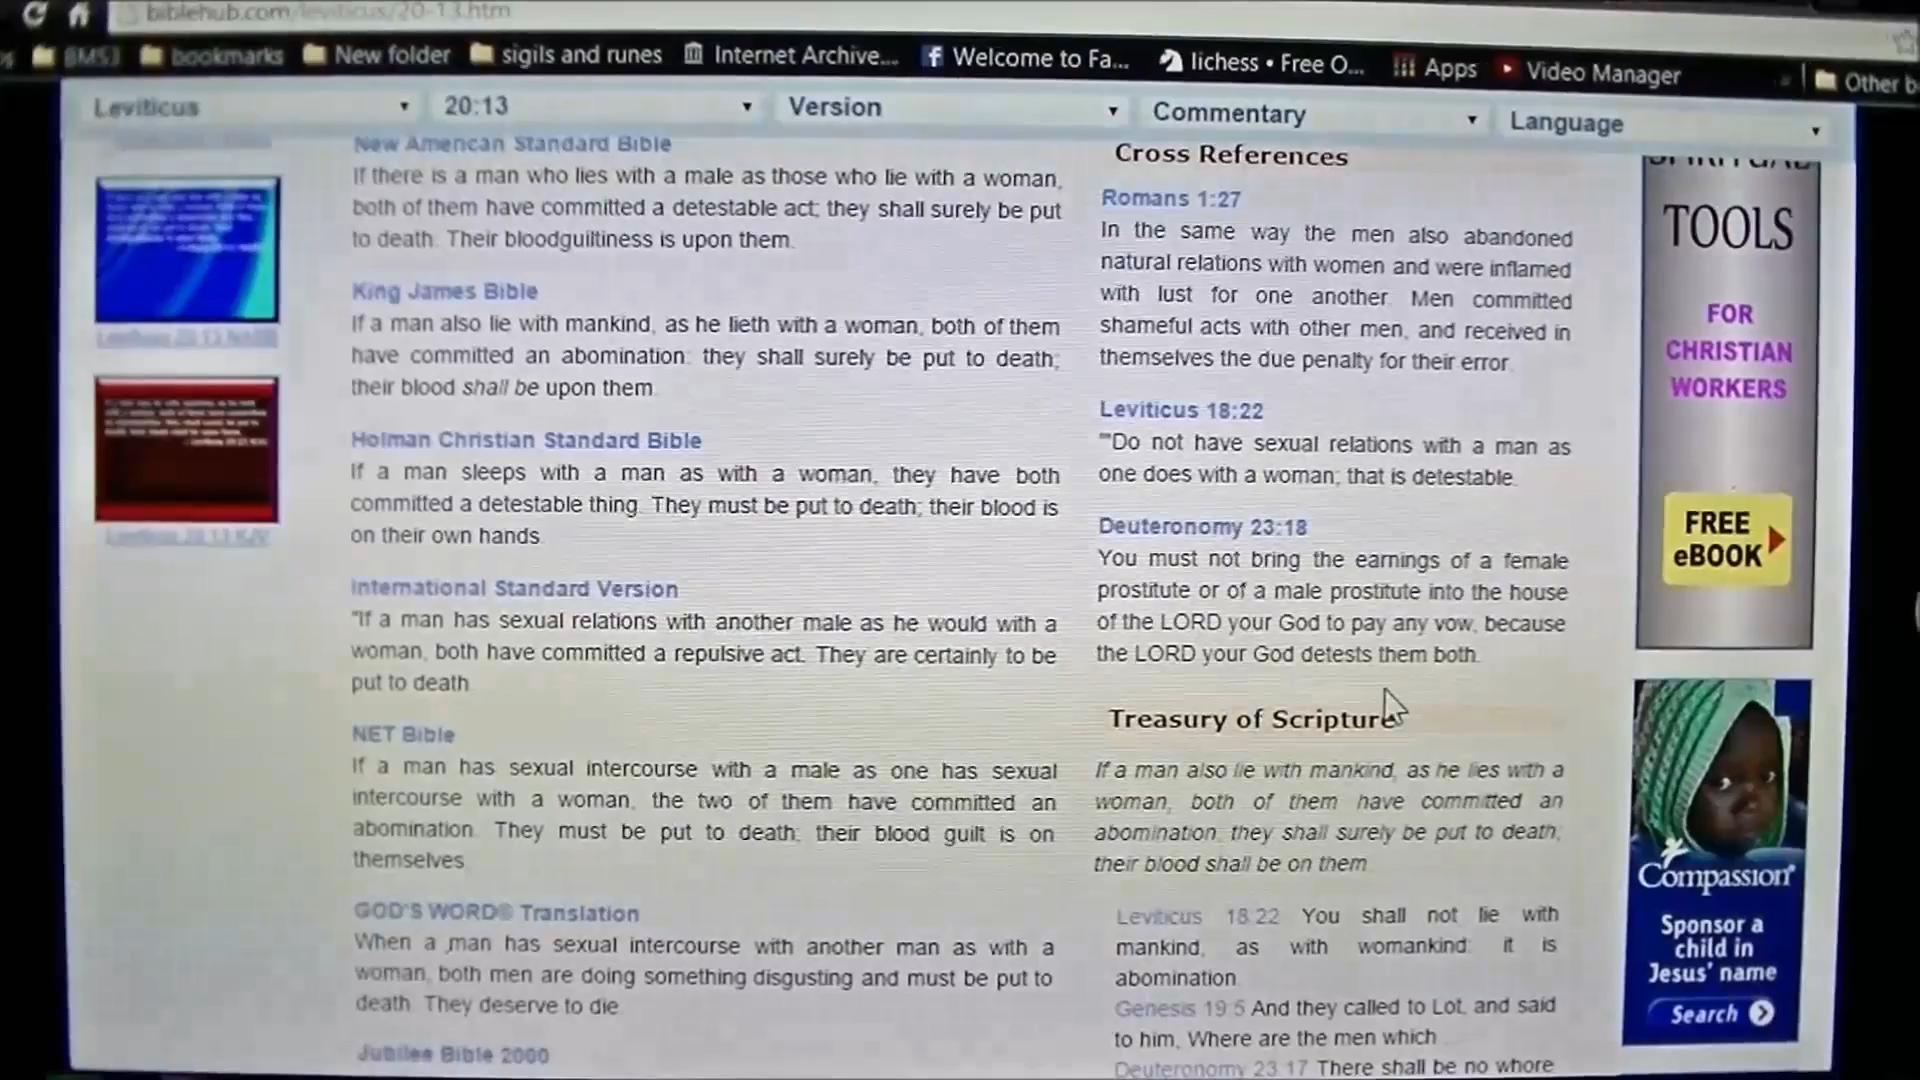 biblehub.com/leviticus/20-13.htm
BMS]
bookmarks
New folder
sigils and runes
Internet Archive...
Welcome to Fa...
lichess • Free O...
Apps
Video Manager
Other b
Leviticus
20:13
Version
Commentary
Language
New American Standard Bible
If there is a man who lies with a male as those who lie with a woman,
both of them have committed a detestable act; they shall surely be put
to death. Their bloodguiltiness is upon them.
King James Bible
If a man also lie with mankind, as he lieth with a woman, both of them
have committed an abomination: they shall surely be put to death;
their blood shall be upon them.
Holman Christian Standard Bible
If a man sleeps with a man as with a woman, they have both
committed a detestable thing. They must be put to death; their blood is
on their own hands.
International Standard Version
"If a man has sexual relations with another male as he would with a
woman, both have committed a repulsive act. They are certainly to be
put to death.
NET Bible
If a man has sexual intercourse with a male as one has sexual
intercourse with a woman, the two of them have committed an
abomination. They must be put to death; their blood guilt is on
themselves.
GOD'S WORD® Translation
When a man has sexual intercourse with another man as with a
woman, both men are doing something disgusting and must be put to
death. They deserve to die.
Jubilee Bible 2000
Cross References
Romans 1:27
In the same way the men also abandoned
natural relations with women and were inflamed
with lust for one another. Men committed
shameful acts with other men, and received in
themselves the due penalty for their error.
Leviticus 18:22
"'Do not have sexual relations with a man as
one does with a woman; that is detestable.
Deuteronomy 23:18
You must not bring the earnings of a female
prostitute or of a male prostitute into the house
of the LORD your God to pay any vow, because
the LORD your God detests them both.
Treasury of Scripture
If a man also lie with mankind, as he lies with a
woman, both of them have committed an
abomination: they shall surely be put to death;
their blood shall be on them.
Leviticus 18:22 You shall not lie with
mankind, as with womankind: it is
abomination.
Genesis 19:5 And they called to Lot, and said
to him, Where are the men which
Deuteronomy 23:17 There shall be no whore
SPIRITUAL
TOOLS
FOR
CHRISTIAN
WORKERS
FREE
eBOOK
Compassion®
Sponsor a
child in
Jesus' name
Search
Leviticus 20:13 NASB
Leviticus 20:13 KJV